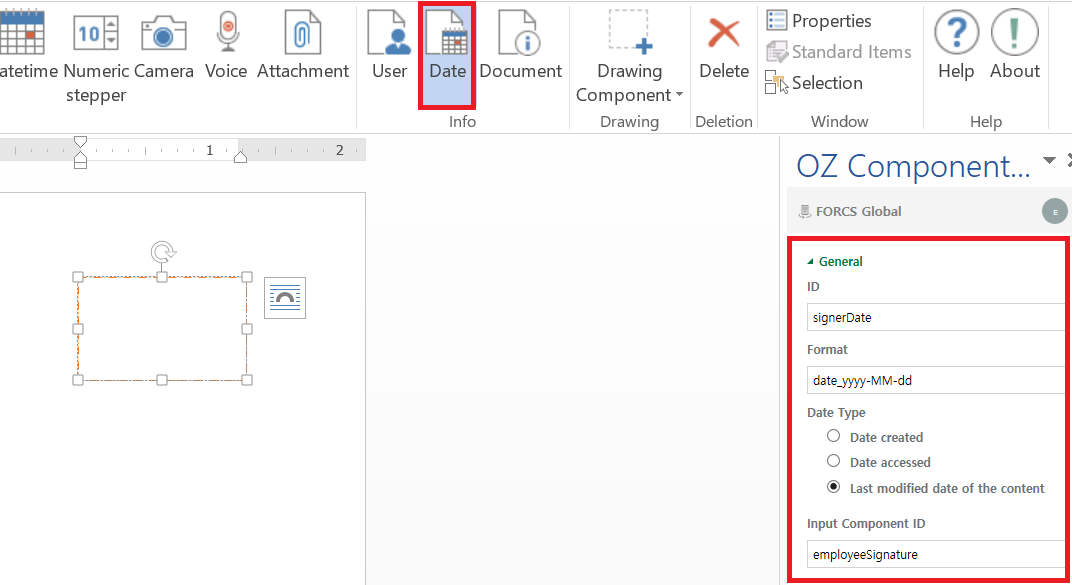 atetime Numeric stepper Camera Voice Attachment User Date Document Drawing Component Delete Properties
Standard Items
Selection
Help About
Info Drawing Deletion Window Help
1 2
OZ Component...
FORCS Global E
General
ID
signerDate
Format
date_yyyy-MM-dd
Date Type
Date created
Date accessed
Last modified date of the content
Input Component ID
employeeSignature
10